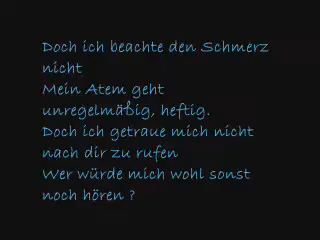 Doch ich beachte den Schmerz
nicht
Mein Atem geht
unregelmäßig, heftig.
Doch ich getraue mich nicht
nach dir zu rufen
Wer würde mich wohl sonst
noch hören ?